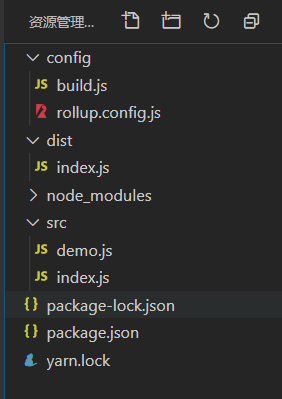 资源管理...
config
JS build.js
rollup.config.js
dist
JS index.js
node_modules
src
JS demo.js
JS index.js
{} package-lock.json
{} package.json
yarn.lock